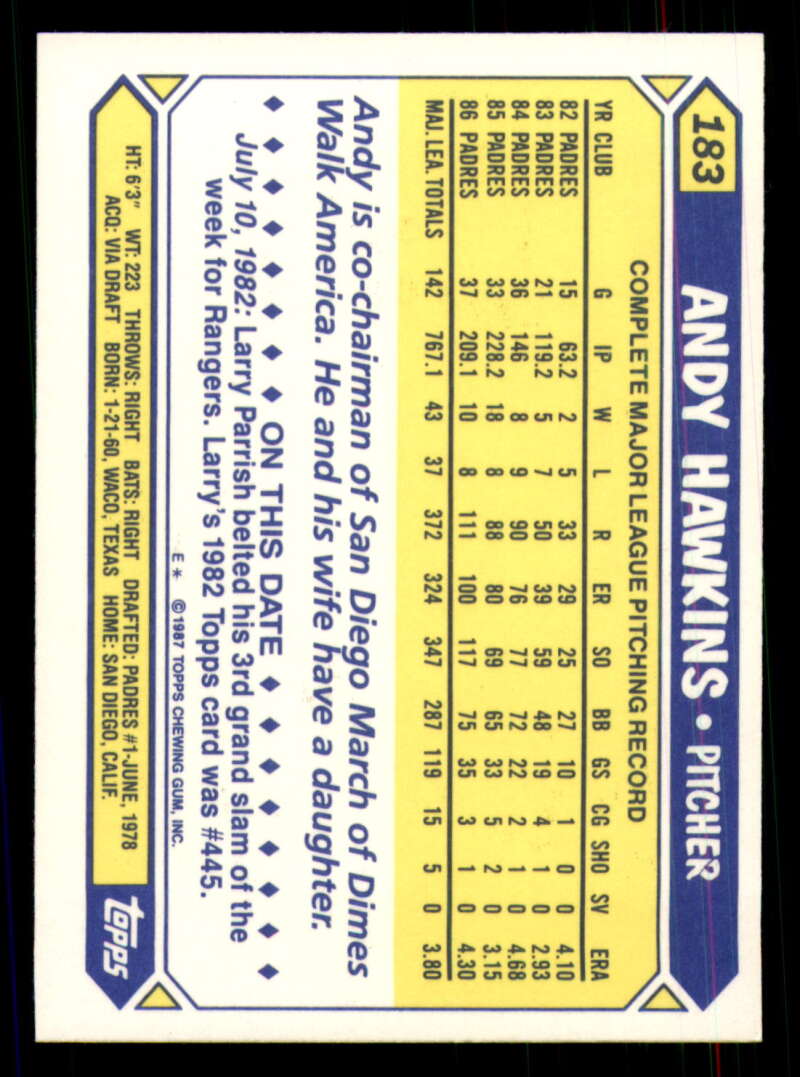 183 ANDY HAWKINS • PITCHER
COMPLETE MAJOR LEAGUE PITCHING RECORD
YR CLUB G IP W L R ER SO BB GS CG SHO SV ERA
82 PADRES 15 63.2 2 5 33 29 25 27 10 1 0 0 4.10
83 PADRES 21 119.2 5 7 50 39 59 48 19 4 1 0 2.93
84 PADRES 36 146 8 9 90 76 77 72 22 2 1 0 4.68
85 PADRES 33 228.2 18 8 88 80 69 65 33 5 2 0 3.15
86 PADRES 37 209.1 10 8 111 100 117 75 35 3 1 0 4.30
MAJ. LEA. TOTALS 142 767.1 43 37 372 324 347 287 119 15 5 0 3.80
Andy is co-chairman of San Diego March of Dimes
Walk America. He and his wife have a daughter.
ON THIS DATE
July 10, 1982: Larry Parrish belted his 3rd grand slam of the
week for Rangers. Larry's 1982 Topps card was #445.
E * ©1987 TOPPS CHEWING GUM, INC.
HT: 6'3" WT: 223 THROWS: RIGHT BATS: RIGHT DRAFTED: PADRES #1-JUNE, 1978
ACQ: VIA DRAFT BORN: 1-21-60, WACO, TEXAS HOME: SAN DIEGO, CALIF.
topps